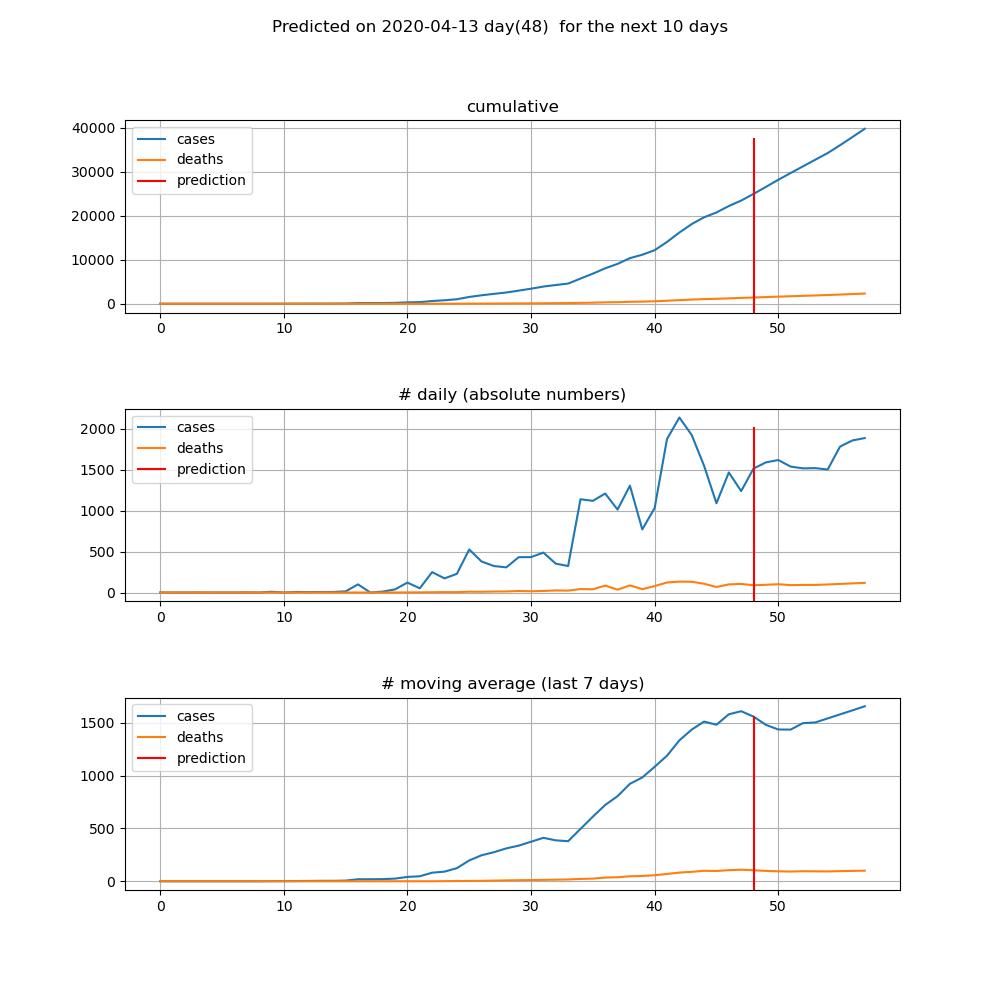 Predicted on 2020-04-13 day(48)  for the next 10 days
cumulative
40000
30000
20000
10000
0
cases
deaths
prediction
0 10 20 30 40 50
# daily (absolute numbers)
2000
1500
1000
500
0
cases
deaths
prediction
0 10 20 30 40 50
# moving average (last 7 days)
1500
1000
500
0
cases
deaths
prediction
0 10 20 30 40 50